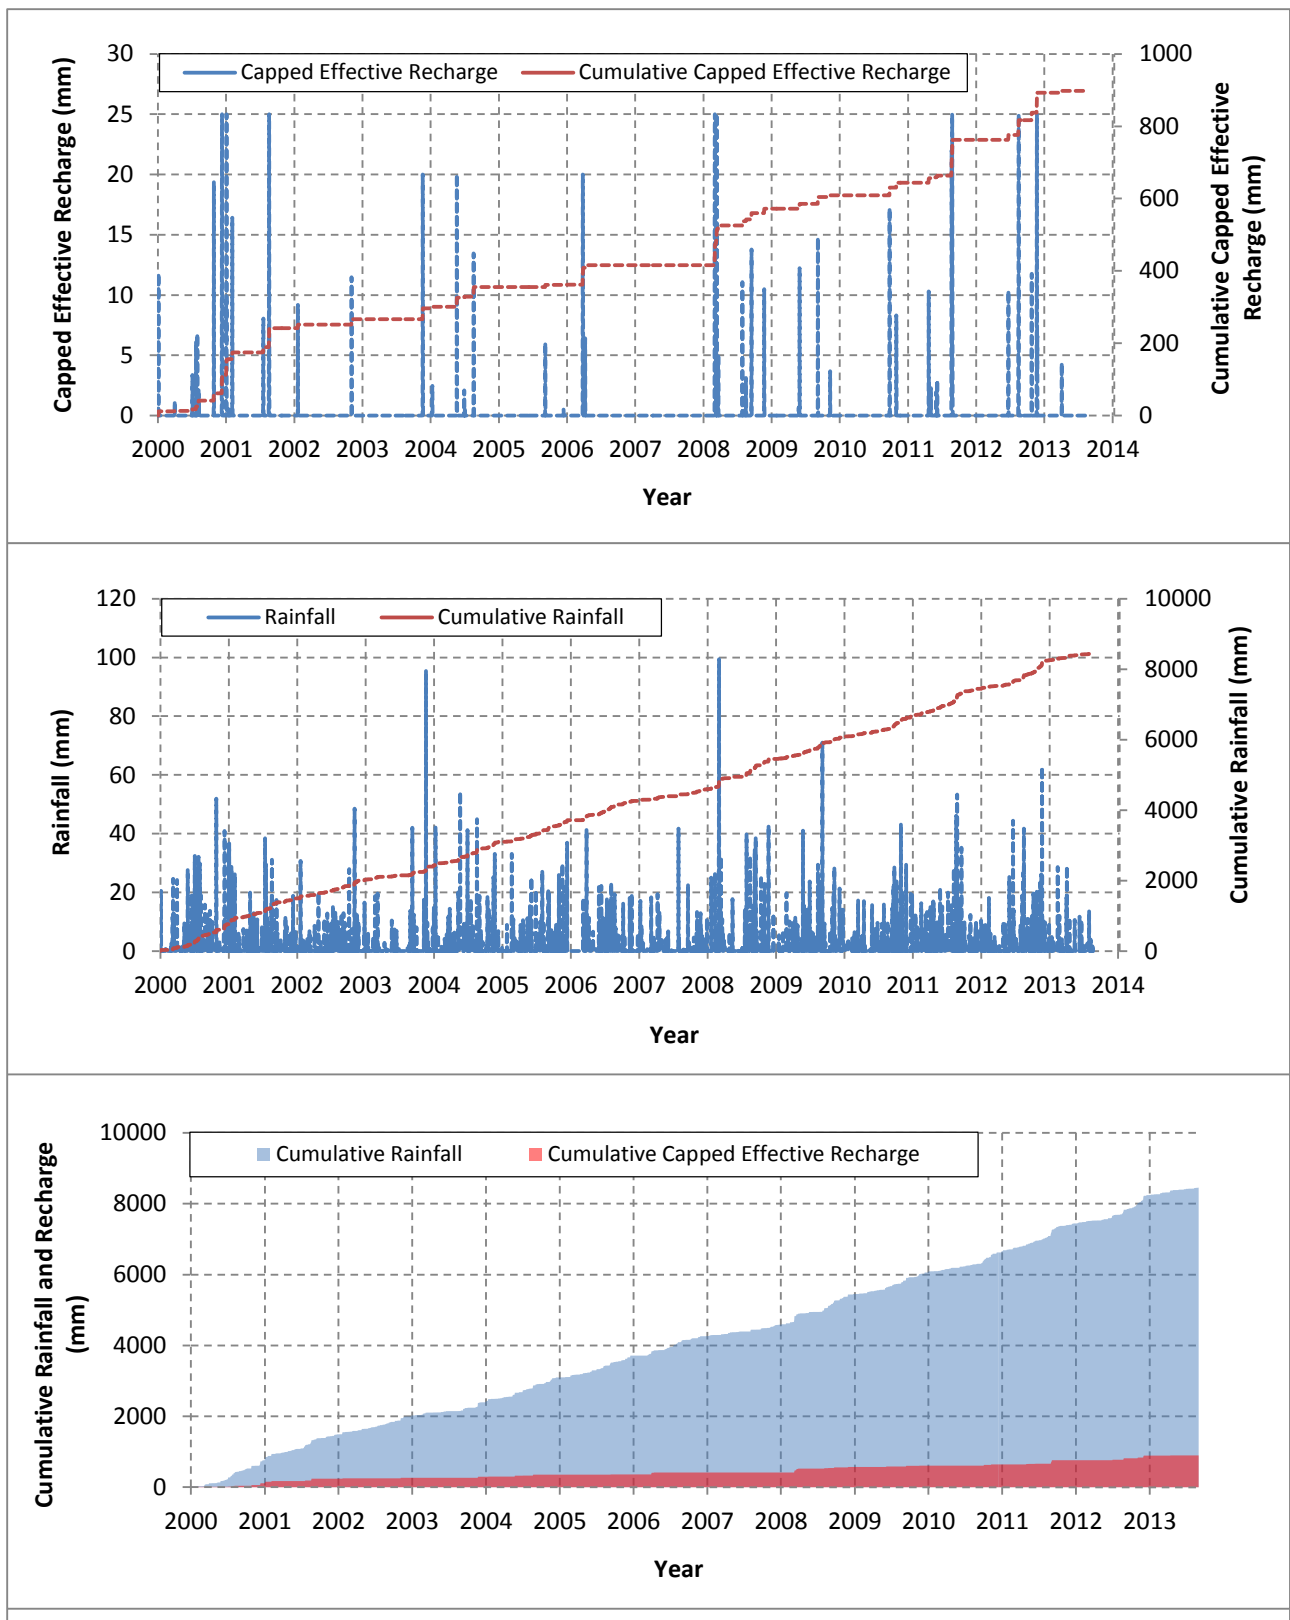 Capped Effective Recharge Cumulative Capped Effective Recharge
Capped Effective Recharge (mm)
30
25
20
15
10
5
0
1000
800
600
400
200
0
Cumulative Capped Effective
Recharge (mm)
2000 2001 2002 2003 2004 2005 2006 2007 2008 2009 2010 2011 2012 2013 2014
Year
Rainfall Cumulative Rainfall
Rainfall (mm)
120
100
80
60
40
20
0
10000
8000
6000
4000
2000
0
Cumulative Rainfall (mm)
2000 2001 2002 2003 2004 2005 2006 2007 2008 2009 2010 2011 2012 2013 2014
Year
Cumulative Rainfall Cumulative Capped Effective Recharge
Cumulative Rainfall and Recharge
(mm)
10000
8000
6000
4000
2000
0
2000 2001 2002 2003 2004 2005 2006 2007 2008 2009 2010 2011 2012 2013
Year